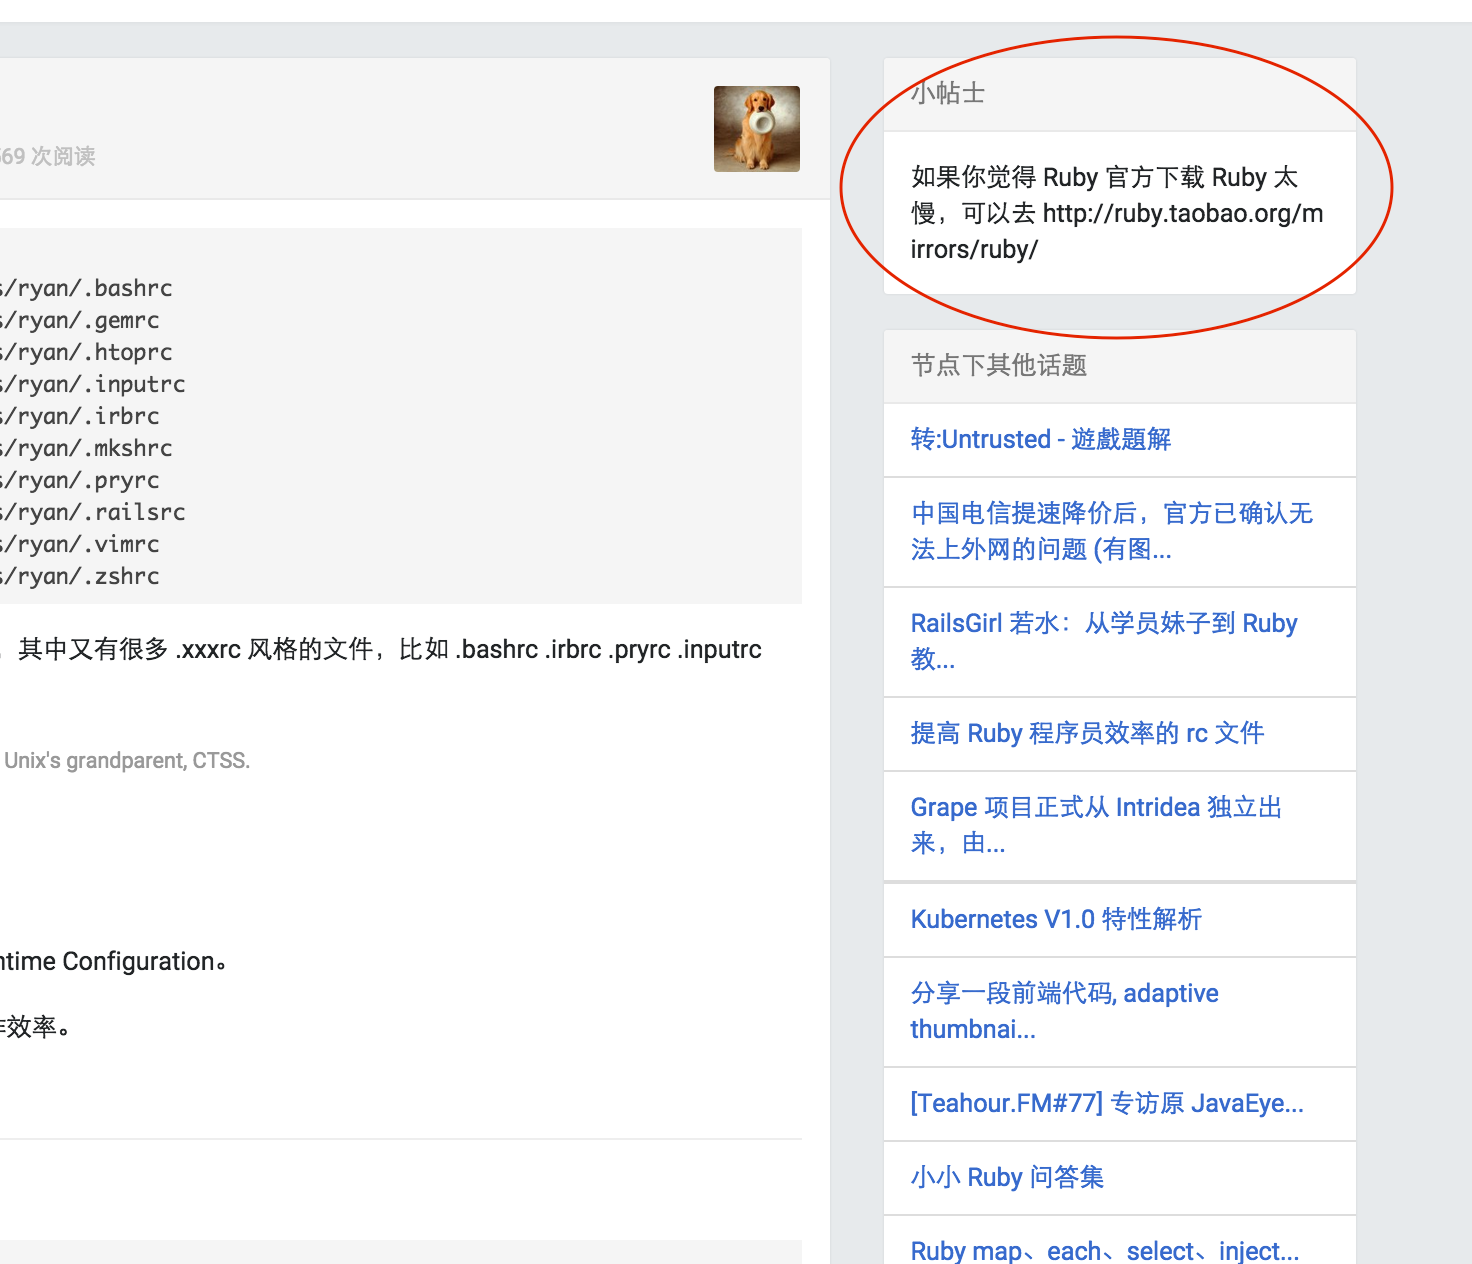 69 次阅读
/ryan/.bashrc
/ryan/.gemrc
/ryan/.htoprc
/ryan/.inputrc
/ryan/.irbrc
/ryan/.mkshrc
/ryan/.pryrc
/ryan/.railsrc
/ryan/.vimrc
/ryan/.zshrc
其中又有很多 .xxxrc 风格的文件，比如 .bashrc .irbrc .pryrc .inputrc
Unix's grandparent, CTSS.
ntime Configuration。
效率。
小帖士
如果你觉得 Ruby 官方下载 Ruby 太
慢，可以去 http://ruby.taobao.org/m
irrors/ruby/
节点下其他话题
转:Untrusted - 遊戲題解
中国电信提速降价后，官方已确认无
法上外网的问题 (有图...
RailsGirl 若水：从学员妹子到 Ruby
教...
提高 Ruby 程序员效率的 rc 文件
Grape 项目正式从 Intridea 独立出
来，由...
Kubernetes V1.0 特性解析
分享一段前端代码, adaptive
thumbnai...
[Teahour.FM#77] 专访原 JavaEye...
小小 Ruby 问答集
Ruby map、each、select、inject...